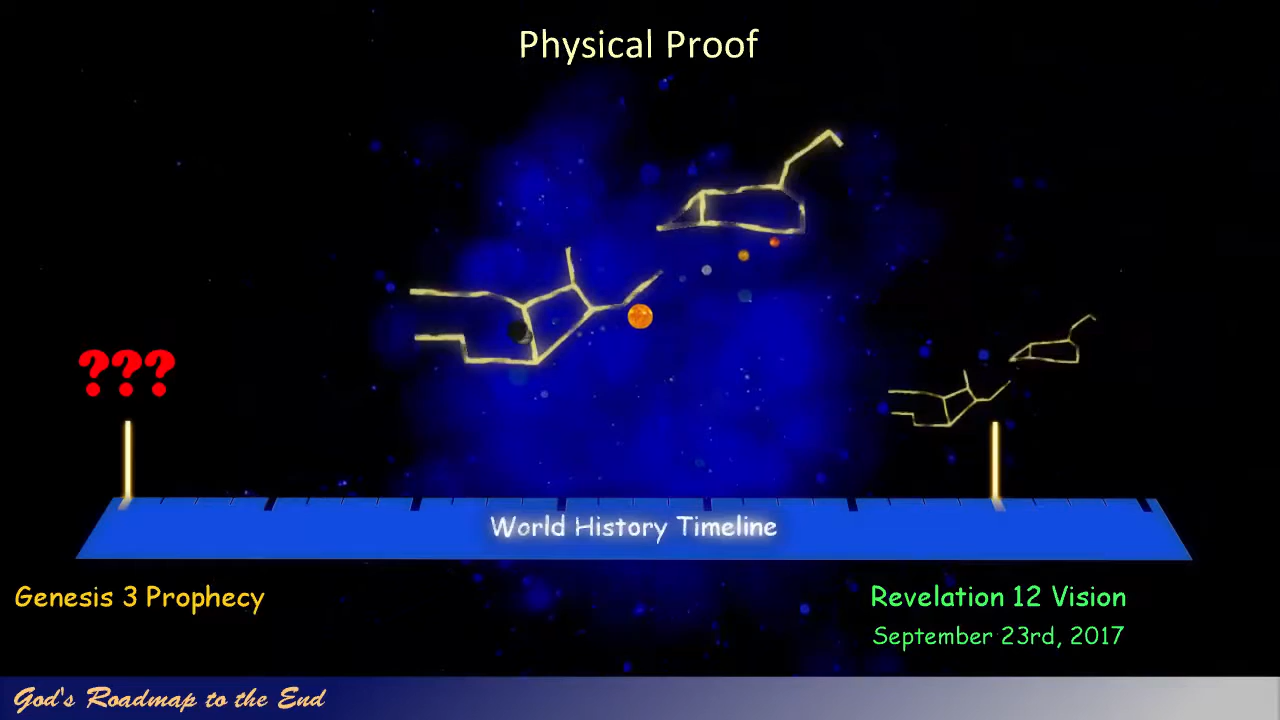 Physical Proof
???
World History Timeline
Genesis 3 Prophecy
Revelation 12 Vision
September 23rd, 2017
God's Roadmap to the End